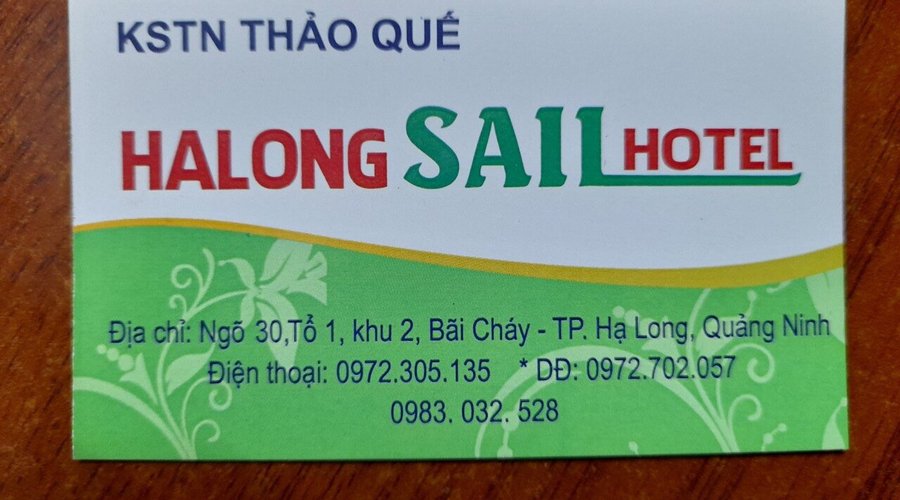 KSTN THẢO QUẾ
HALONG SAIL HOTEL
Địa chỉ: Ngõ 30,Tổ 1, khu 2, Bãi Cháy - TP. Hạ Long, Quảng Ninh
Điện thoại: 0972.305.135 * DĐ: 0972.702.057
0983. 032. 528